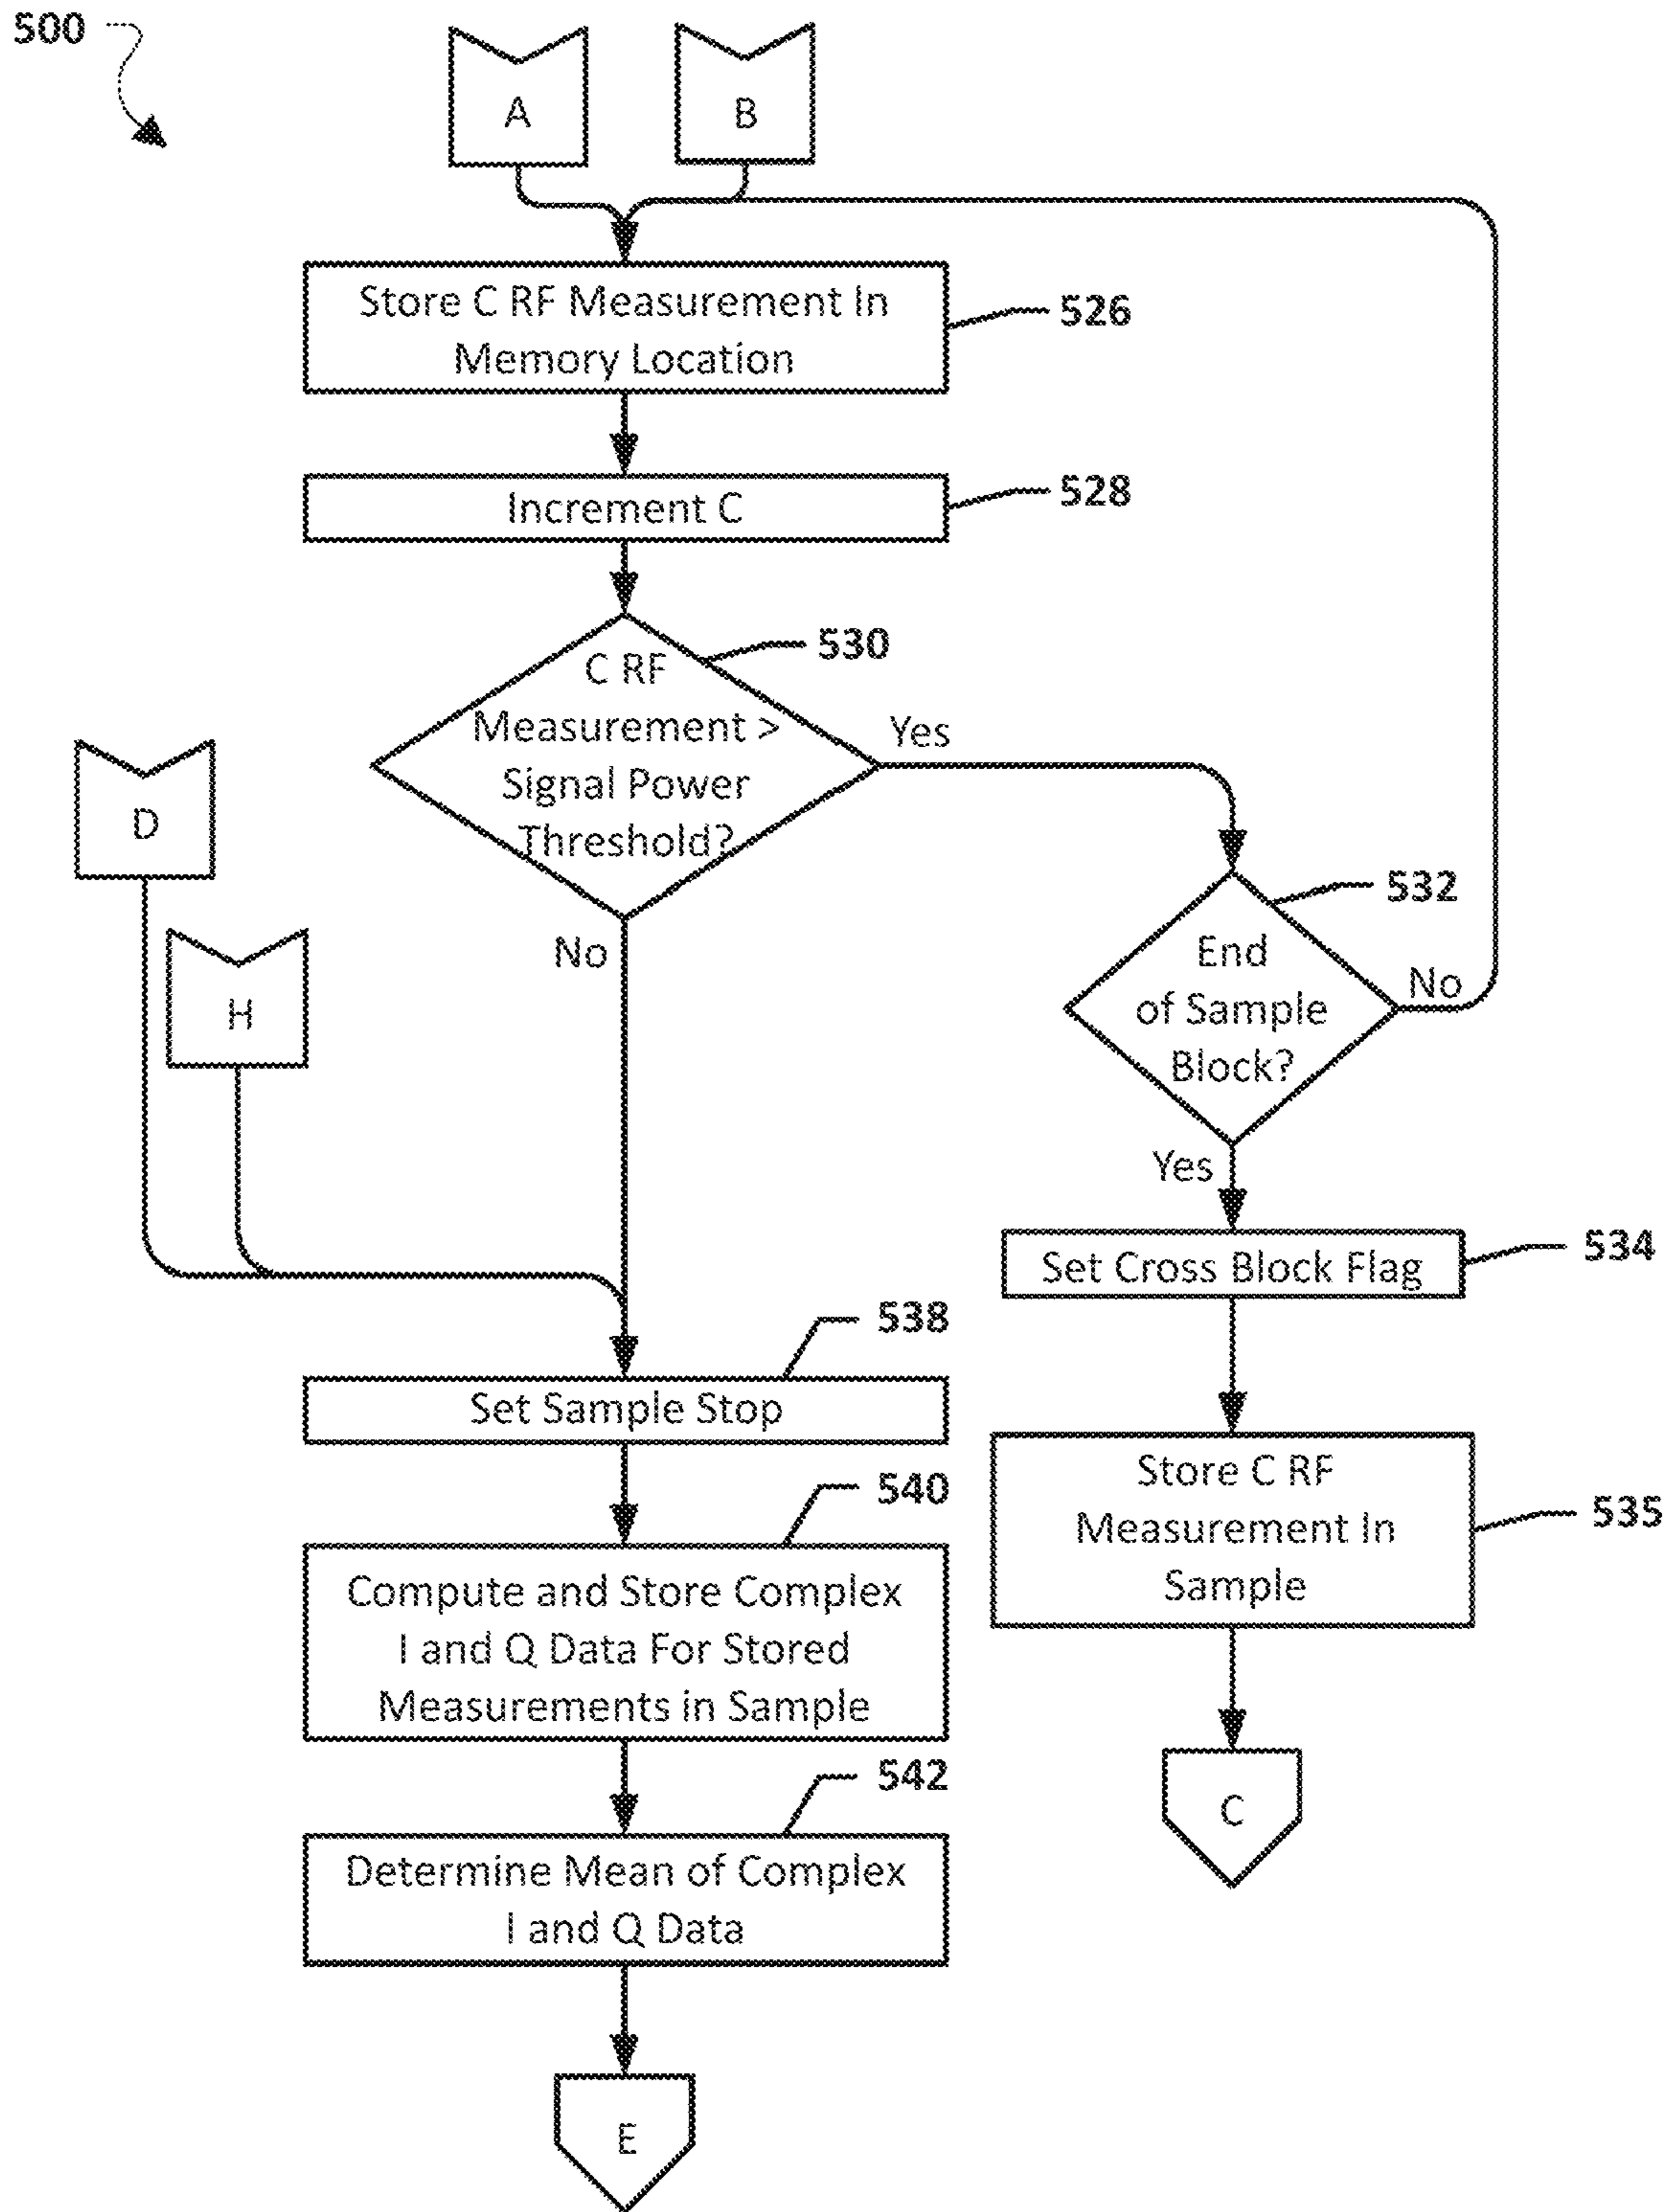 500
A
B
Store C RF Measurement In
Memory Location
526
Increment C
528
530
C RF
Measurement >
Signal Power
Threshold?
Yes
No
D
H
532
End
of Sample
Block?
No
Yes
Set Cross Block Flag
534
Store C RF
Measurement In
Sample
535
C
538
Set Sample Stop
540
Compute and Store Complex
I and Q Data For Stored
Measurements in Sample
542
Determine Mean of Complex
I and Q Data
E